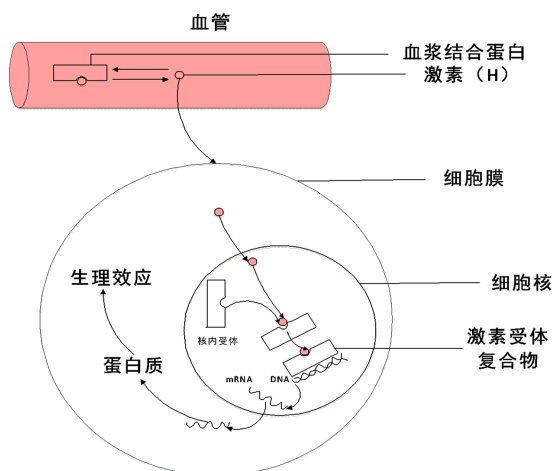 血管
血浆结合蛋白
激素（H）
细胞膜
细胞核
生理效应
核内受体
激素受体
复合物
蛋白质
mRNA DNA